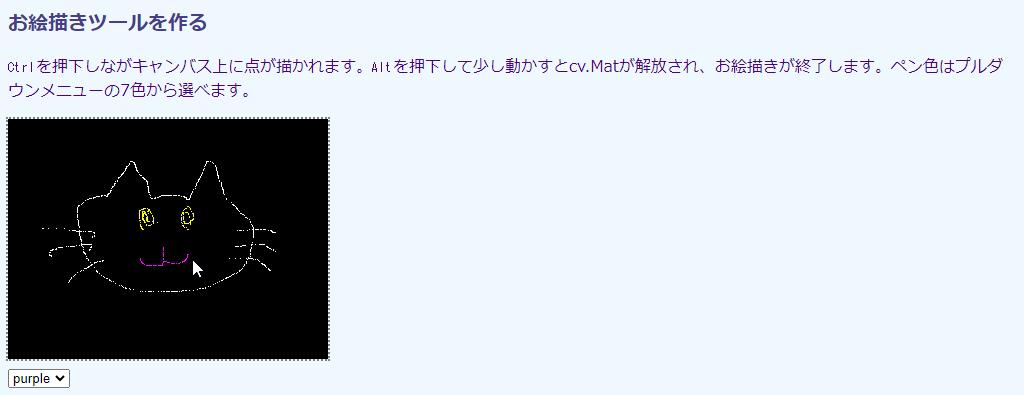 お絵描きツールを作る
Ctrlを押下しながキャンバス上に点が描かれます。Altを押下して少し動かすとcv.Matが解放され、お絵描きが終了します。ペン色はプルダ
ウンメニューの7色から選べます。
purple